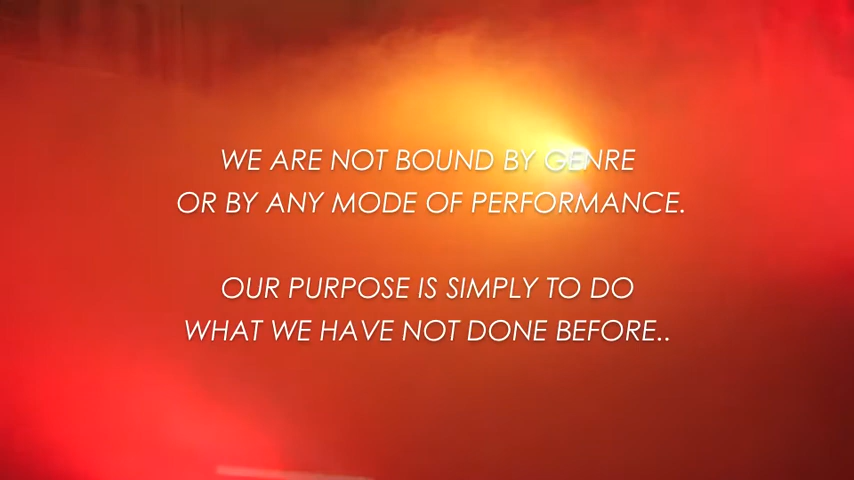 WE ARE NOT BOUND BY GENRE
OR BY ANY MODE OF PERFORMANCE.
OUR PURPOSE IS SIMPLY TO DO
WHAT WE HAVE NOT DONE BEFORE..